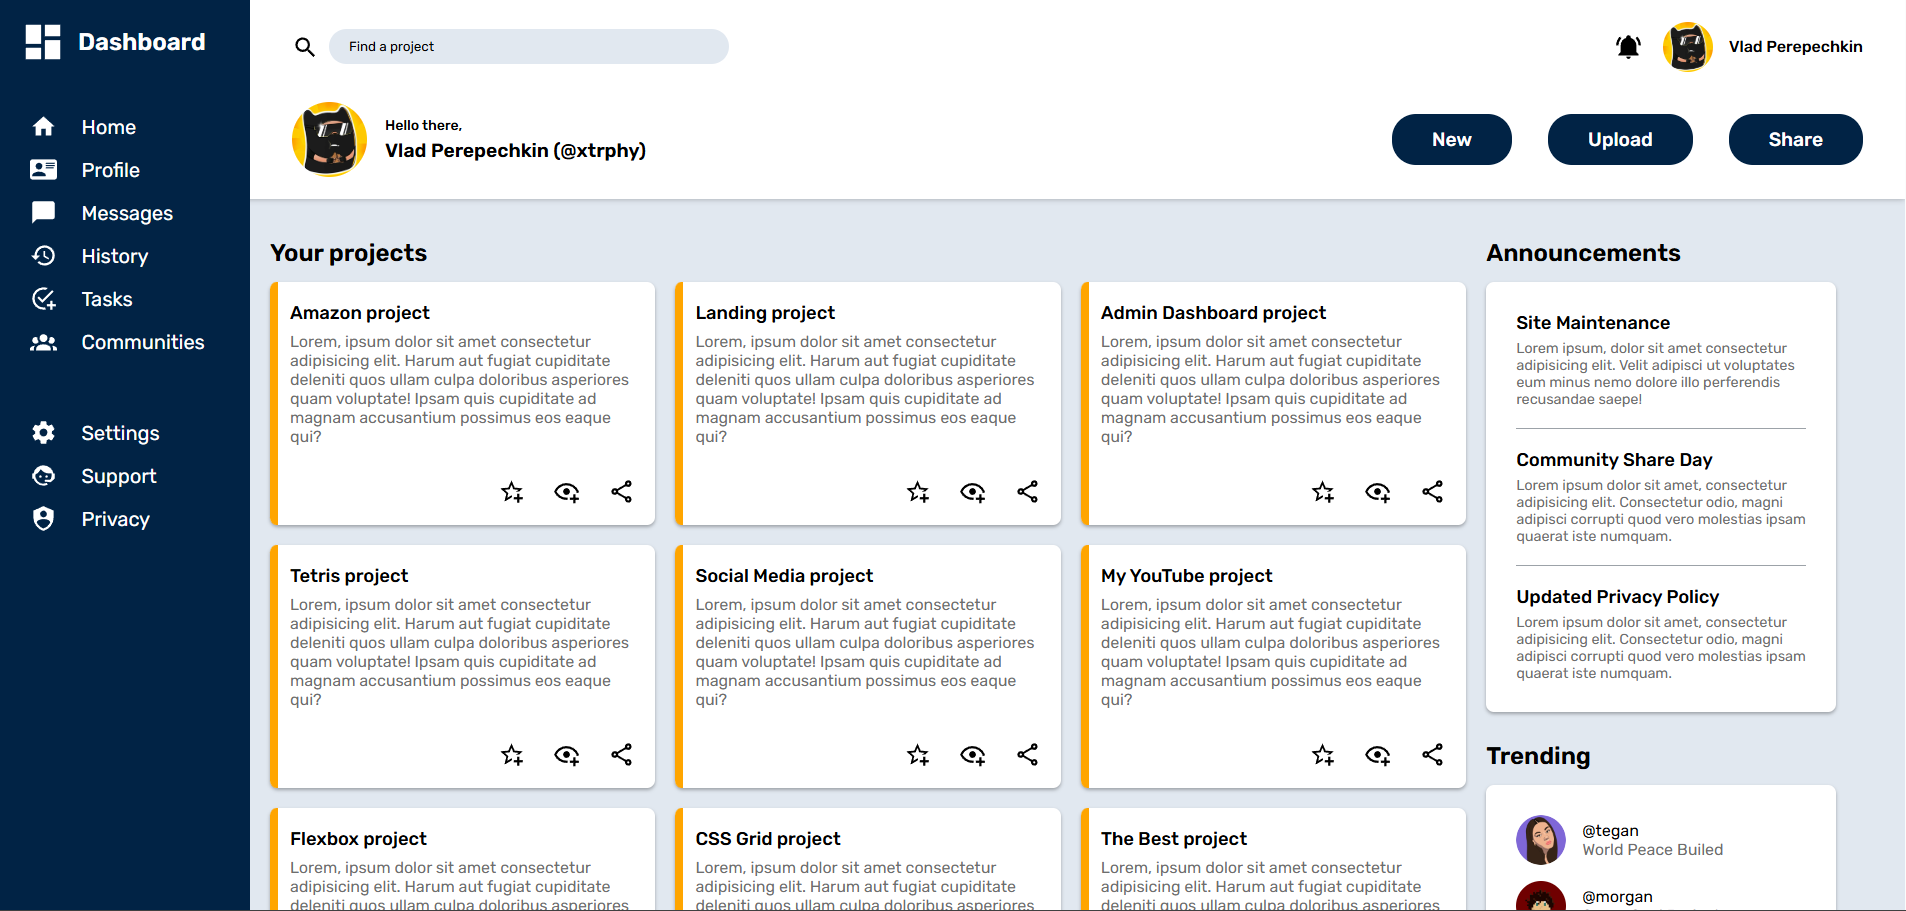 Dashboard
Home
Profile
Messages
History
Tasks
Communities
Settings
Support
Privacy
Find a project
Vlad Perepechkin
Hello there,
Vlad Perepechkin (@xtrphy)
New
Upload
Share
Your projects
Amazon project
Lorem, ipsum dolor sit amet consectetur
adipisicing elit. Harum aut fugiat cupiditate
deleniti quos ullam culpa doloribus asperiores
quam voluptate! Ipsam quis cupiditate ad
magnam accusantium possimus eos eaque
qui?
Landing project
Lorem, ipsum dolor sit amet consectetur
adipisicing elit. Harum aut fugiat cupiditate
deleniti quos ullam culpa doloribus asperiores
quam voluptate! Ipsam quis cupiditate ad
magnam accusantium possimus eos eaque
qui?
Admin Dashboard project
Lorem, ipsum dolor sit amet consectetur
adipisicing elit. Harum aut fugiat cupiditate
deleniti quos ullam culpa doloribus asperiores
quam voluptate! Ipsam quis cupiditate ad
magnam accusantium possimus eos eaque
qui?
Tetris project
Lorem, ipsum dolor sit amet consectetur
adipisicing elit. Harum aut fugiat cupiditate
deleniti quos ullam culpa doloribus asperiores
quam voluptate! Ipsam quis cupiditate ad
magnam accusantium possimus eos eaque
qui?
Social Media project
Lorem, ipsum dolor sit amet consectetur
adipisicing elit. Harum aut fugiat cupiditate
deleniti quos ullam culpa doloribus asperiores
quam voluptate! Ipsam quis cupiditate ad
magnam accusantium possimus eos eaque
qui?
My YouTube project
Lorem, ipsum dolor sit amet consectetur
adipisicing elit. Harum aut fugiat cupiditate
deleniti quos ullam culpa doloribus asperiores
quam voluptate! Ipsam quis cupiditate ad
magnam accusantium possimus eos eaque
qui?
Flexbox project
Lorem, ipsum dolor sit amet consectetur
adipisicing elit. Harum aut fugiat cupiditate
deleniti quos ullam culpa doloribus asperiores
CSS Grid project
Lorem, ipsum dolor sit amet consectetur
adipisicing elit. Harum aut fugiat cupiditate
deleniti quos ullam culpa doloribus asperiores
The Best project
Lorem, ipsum dolor sit amet consectetur
adipisicing elit. Harum aut fugiat cupiditate
deleniti quos ullam culpa doloribus asperiores
Announcements
Site Maintenance
Lorem ipsum, dolor sit amet consectetur
adipisicing elit. Velit adipisci ut voluptates
eum minus nemo dolore illo perferendis
recusandae saepe!
Community Share Day
Lorem ipsum dolor sit amet, consectetur
adipisicing elit. Consectetur odio, magni
adipisci corrupti quod vero molestias ipsam
quaerat iste numquam.
Updated Privacy Policy
Lorem ipsum dolor sit amet, consectetur
adipisicing elit. Consectetur odio, magni
adipisci corrupti quod vero molestias ipsam
quaerat iste numquam.
Trending
@tegan
World Peace Builed
@morgan